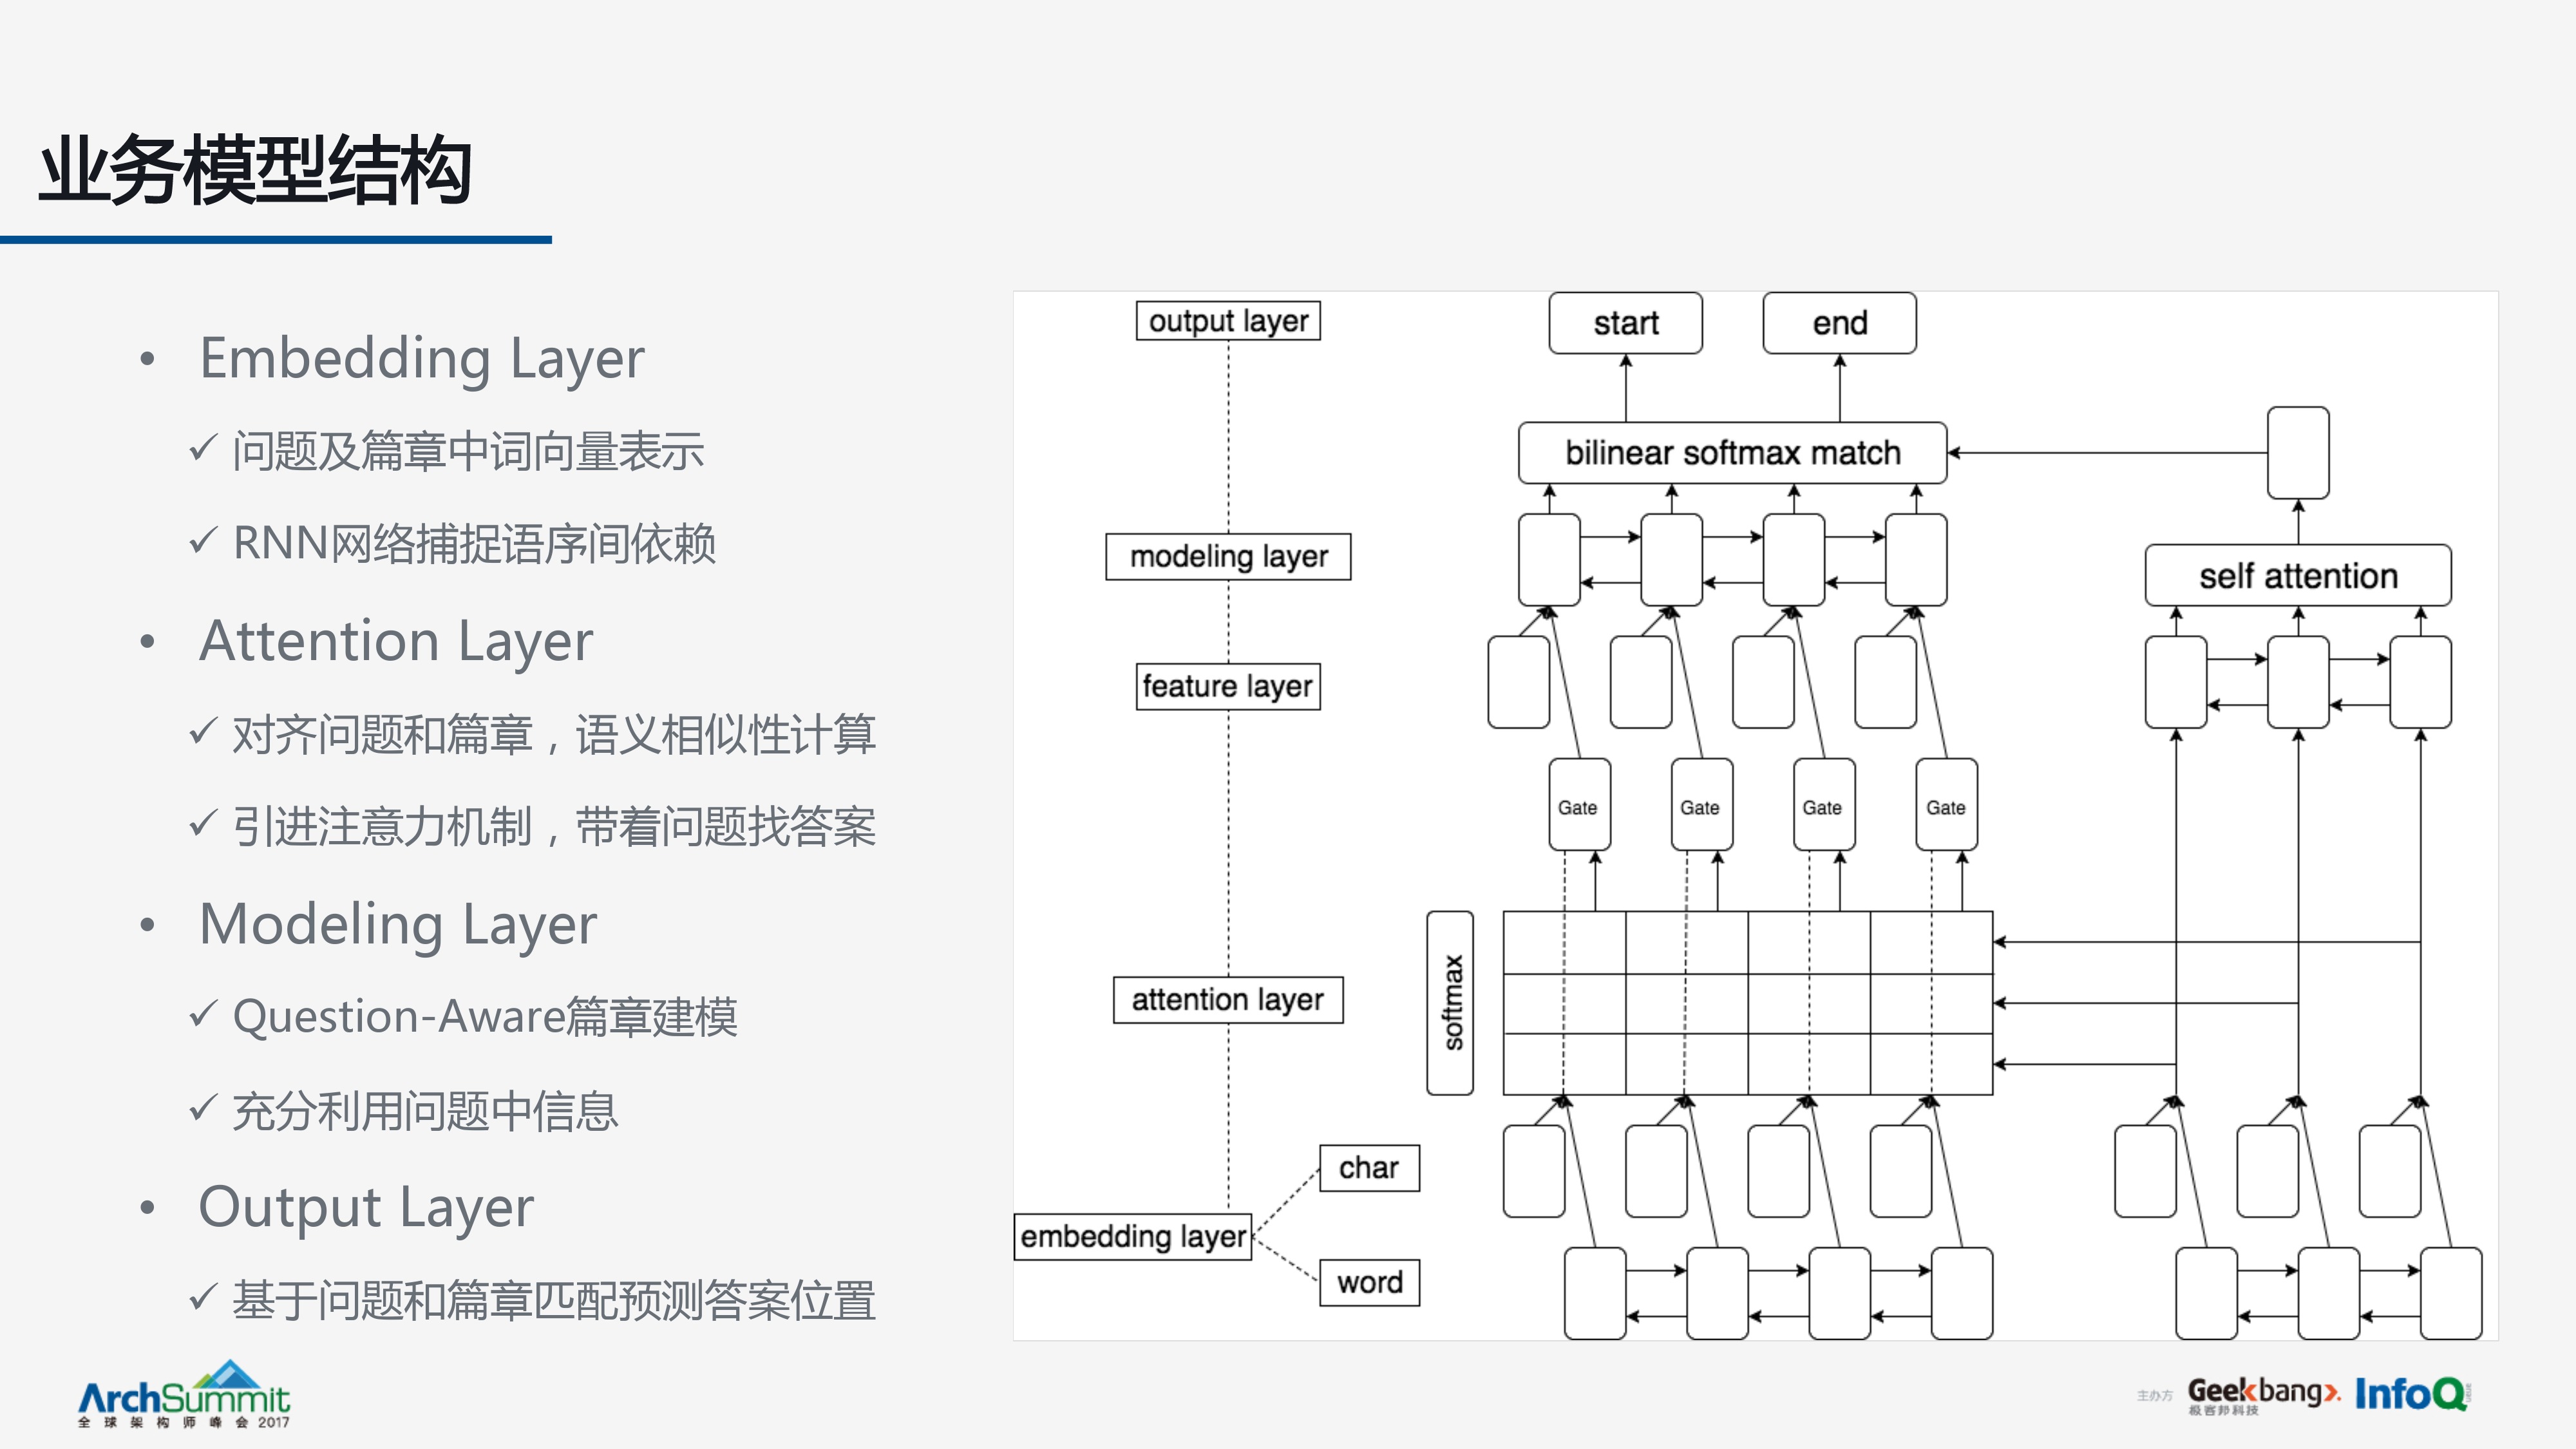 业务模型结构
• Embedding Layer
✓ 问题及篇章中词向量表示
✓ RNN网络捕捉语序间依赖
• Attention Layer
✓ 对齐问题和篇章，语义相似性计算
✓ 引进注意力机制，带着问题找答案
• Modeling Layer
✓ Question-Aware篇章建模
✓ 充分利用问题中信息
• Output Layer
✓ 基于问题和篇章匹配预测答案位置
output layer
start
end
bilinear softmax match
modeling layer
self attention
feature layer
Gate
Gate
Gate
Gate
softmax
attention layer
char
embedding layer
word
ArchSummit
全球架构师峰会 2017
主办方
Geekbang>.
极客邦科技
InfoQ